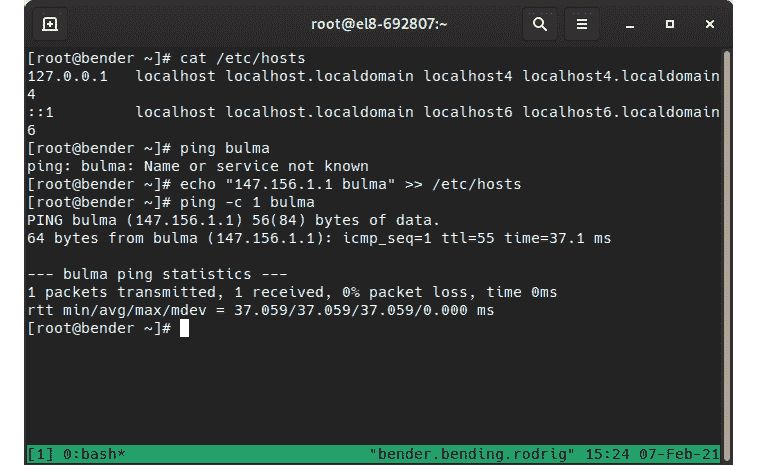 root@el8-692807:~
[root@bender ~]# cat /etc/hosts
127.0.0.1   localhost localhost.localdomain localhost4 localhost4.localdomain
4
::1         localhost localhost.localdomain localhost6 localhost6.localdomain
6
[root@bender ~]# ping bulma
ping: bulma: Name or service not known
[root@bender ~]# echo "147.156.1.1 bulma" >> /etc/hosts
[root@bender ~]# ping -c 1 bulma
PING bulma (147.156.1.1) 56(84) bytes of data.
64 bytes from bulma (147.156.1.1): icmp_seq=1 ttl=55 time=37.1 ms
--- bulma ping statistics ---
1 packets transmitted, 1 received, 0% packet loss, time 0ms
rtt min/avg/max/mdev = 37.059/37.059/37.059/0.000 ms
[root@bender ~]#
[1] 0:bash*                              "bender.bending.rodrig" 15:24 07-Feb-21